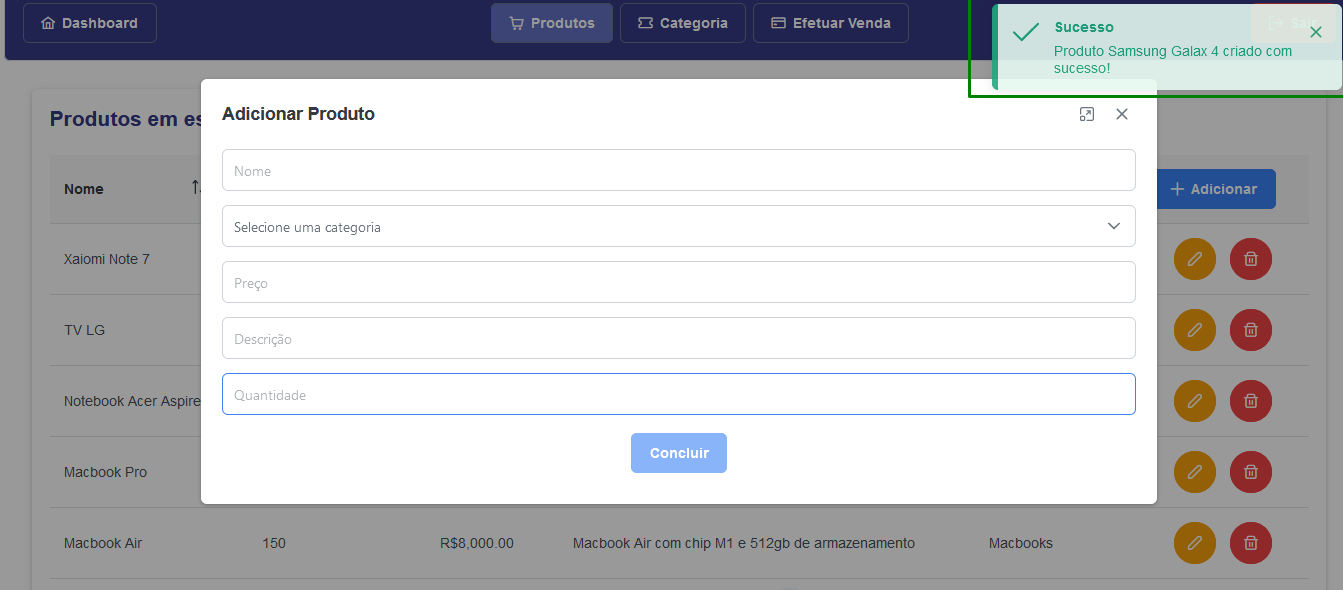 Dashboard
Produtos
Categoria
Efetuar Venda
Sucesso
Produto Samsung Galax 4 criado com
sucesso!
Produtos em es
Adicionar Produto
Nome
Selecione uma categoria
Preço
Descrição
Quantidade
Concluir
Nome
Adicionar
Xaiomi Note 7
TV LG
Notebook Acer Aspire
Macbook Pro
Macbook Air 150 R$8,000.00 Macbook Air com chip M1 e 512gb de armazenamento Macbooks